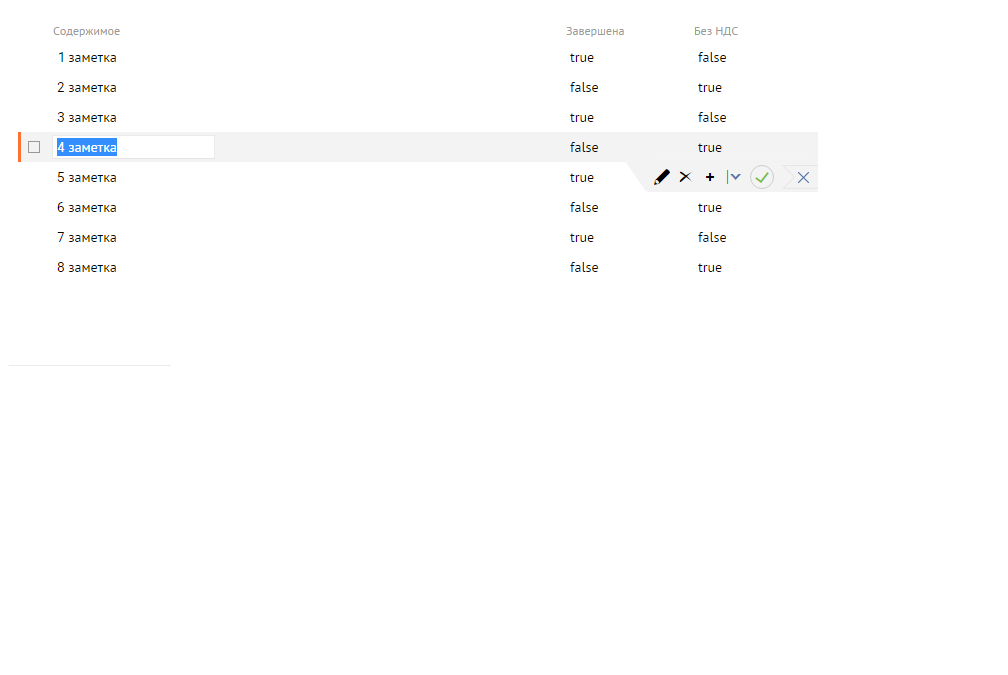 Содержимое Завершена Без НДС
1 заметка true false
2 заметка false true
3 заметка true false
4 заметка false true
5 заметка true
6 заметка false true
7 заметка true false
8 заметка false true